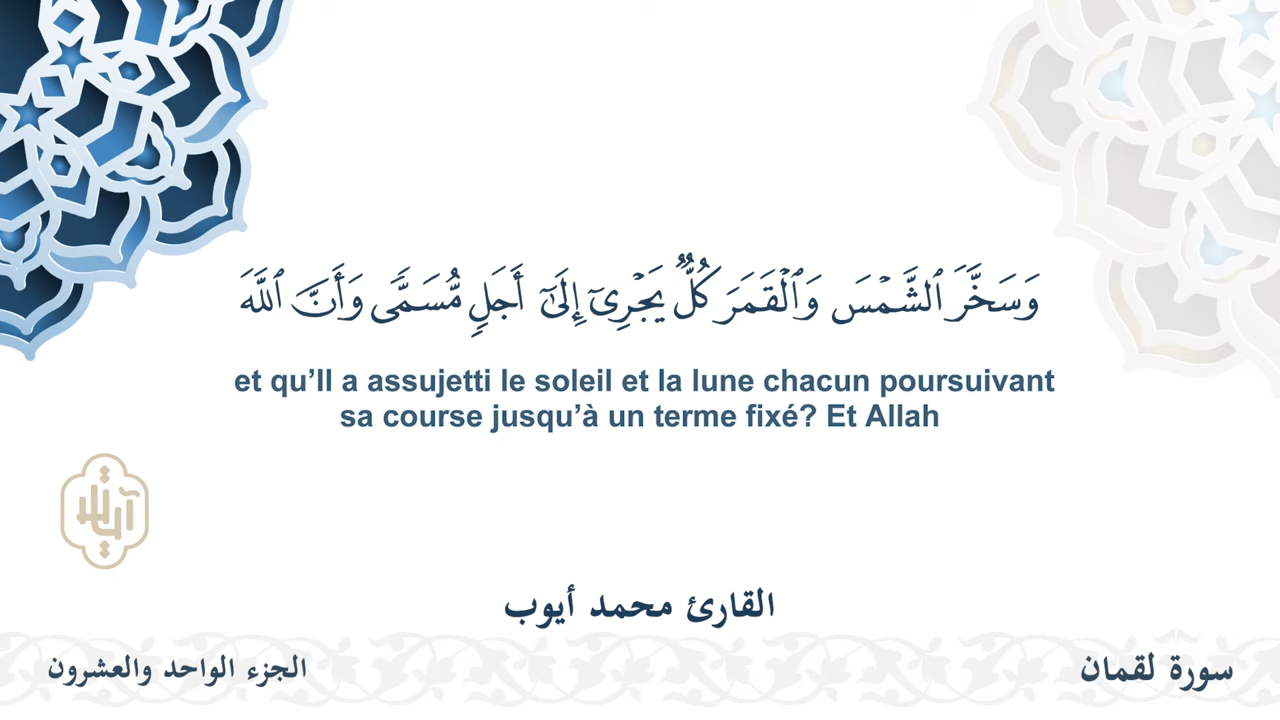 وَسَخَّرَ ٱلشَّمۡسَ وَٱلۡقَمَرَ كُلّٞ يَجۡرِيٓ إِلَىٰٓ أَجَلٖ مُّسَمّٗى وَأَنَّ ٱللَّهَ
et qu’Il a assujetti le soleil et la lune chacun poursuivant
sa course jusqu’à un terme fixé? Et Allah
القارئ محمد أيوب
سورة لقمان
الجزء الواحد والعشرون